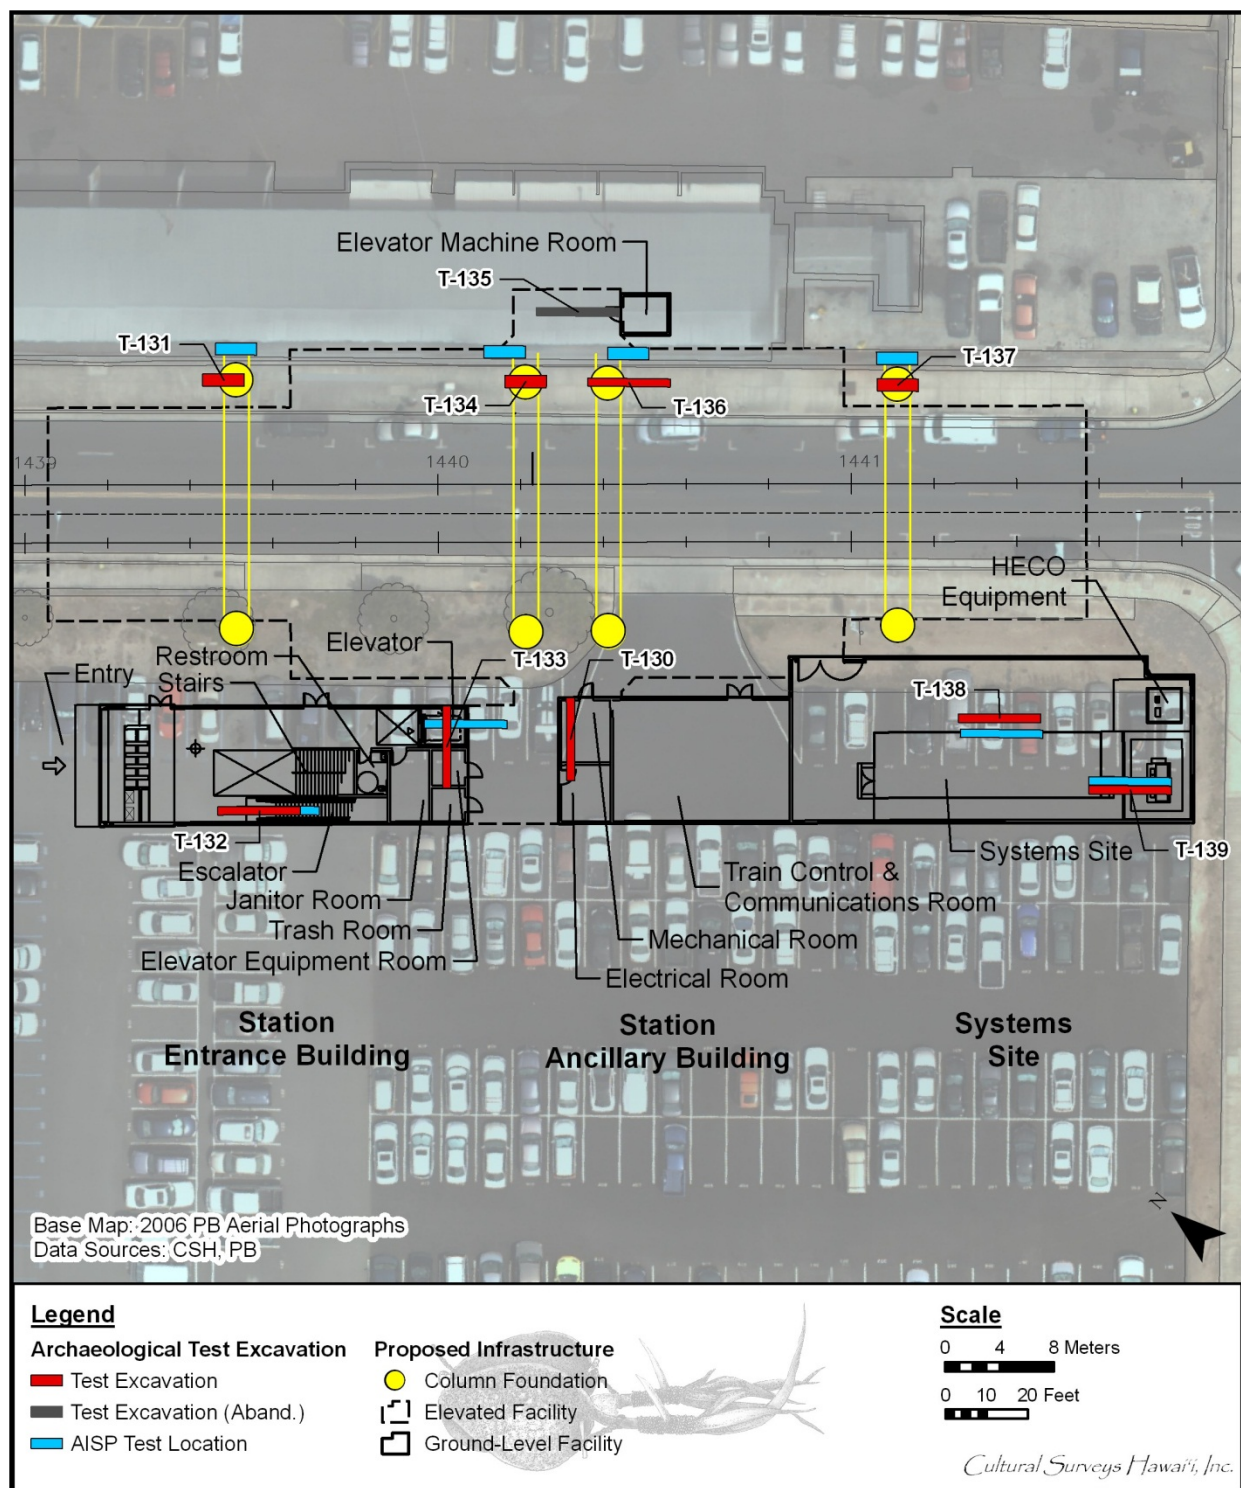 Elevator Machine Room
T-135
T-131
T-137
T-134
T-136
1439
1440
1441
HECO
Equipment
Elevator
Restroom
T-133
T-130
Entry
Stairs
T-138
T-132
Escalator
Systems Site
T-139
Janitor Room
Train Control &
Communications Room
Trash Room
Mechanical Room
Elevator Equipment Room
Electrical Room
Station
Entrance Building
Station
Ancillary Building
Systems
Site
N
Base Map: 2006 PB Aerial Photographs
Data Sources: CSH, PB
Legend
Archaeological Test Excavation
Test Excavation
Test Excavation (Aband.)
AISP Test Location
Proposed Infrastructure
Column Foundation
Elevated Facility
Ground-Level Facility
Scale
0 4 8 Meters
0 10 20 Feet
Cultural Surveys Hawai'i, Inc.